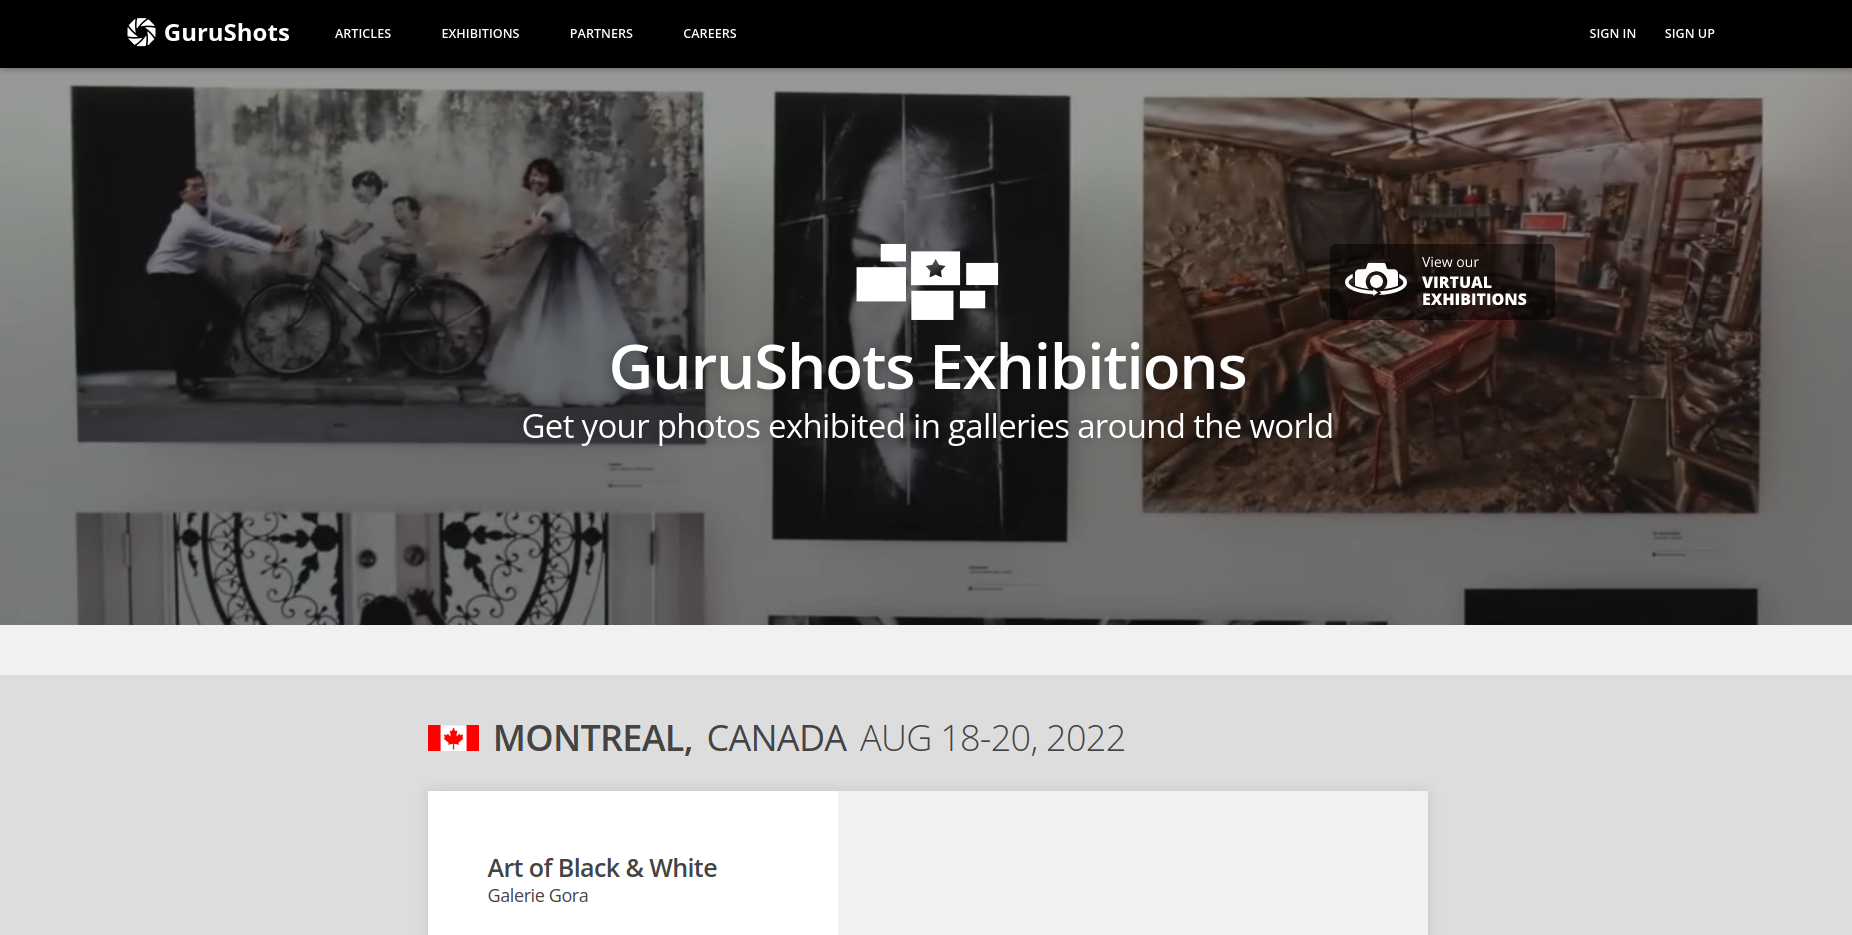 GuruShots
ARTICLES
EXHIBITIONS
PARTNERS
CAREERS
SIGN IN
SIGN UP
View our
VIRTUAL
EXHIBITIONS
GuruShots Exhibitions
Get your photos exhibited in galleries around the world
MONTREAL, CANADA AUG 18-20, 2022
Art of Black & White
Galerie Gora